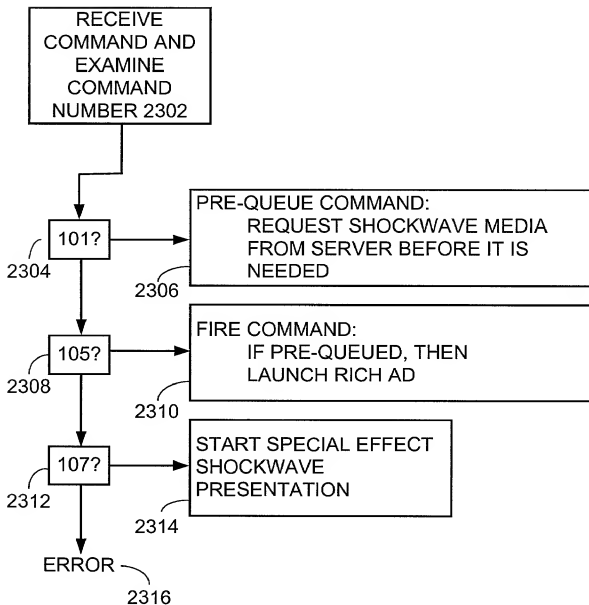 RECEIVE
COMMAND AND
EXAMINE
COMMAND
NUMBER 2302
101?
2304
PRE-QUEUE COMMAND:
REQUEST SHOCKWAVE MEDIA
FROM SERVER BEFORE IT IS
NEEDED
2306
105?
2308
FIRE COMMAND:
IF PRE-QUEUED, THEN
LAUNCH RICH AD
2310
107?
2312
START SPECIAL EFFECT
SHOCKWAVE
PRESENTATION
2314
ERROR
2316